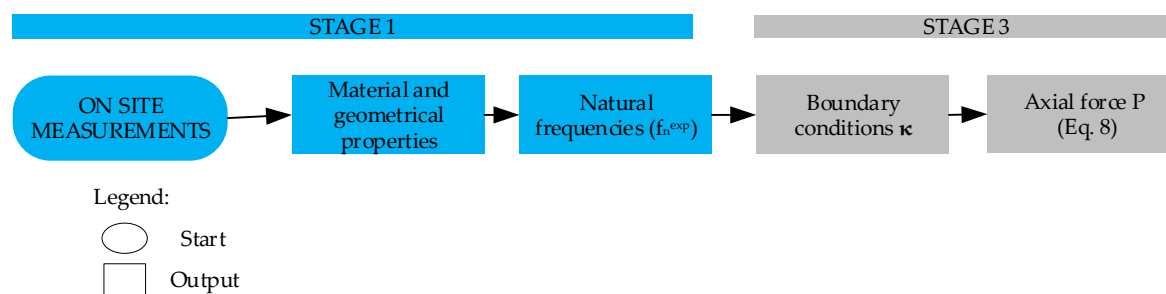 STAGE 1
STAGE 3
ON SITE
MEASUREMENTS
Material and
geometrical
properties
Natural
frequencies (fₙᵉˣᵖ)
Boundary
conditions κ
Axial force P
(Eq. 8)
Legend:
Start
Output